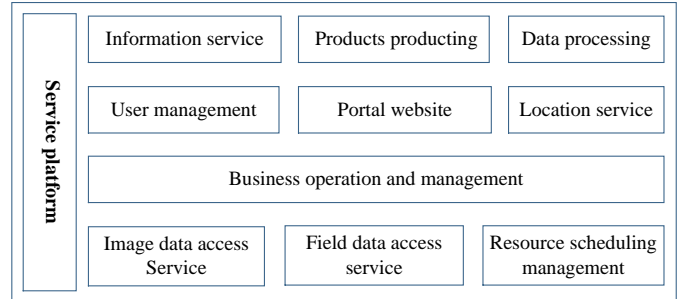 Service platform
Information service
Products producting
Data processing
User management
Portal website
Location service
Business operation and management
Image data access
Service
Field data access
service
Resource scheduling
management